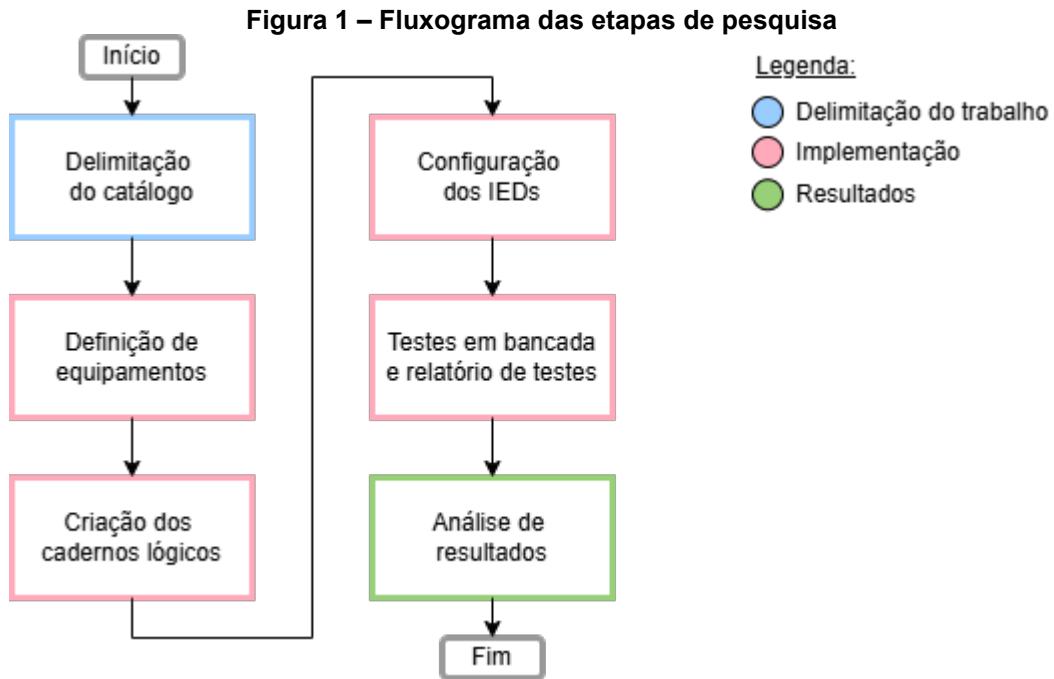 Figura 1 – Fluxograma das etapas de pesquisa
Início
Delimitação
do catálogo
Definição de
equipamentos
Criação dos
cadernos lógicos
Configuração
dos IEDs
Testes em bancada
e relatório de testes
Análise de
resultados
Fim
Legenda:
Delimitação do trabalho
Implementação
Resultados